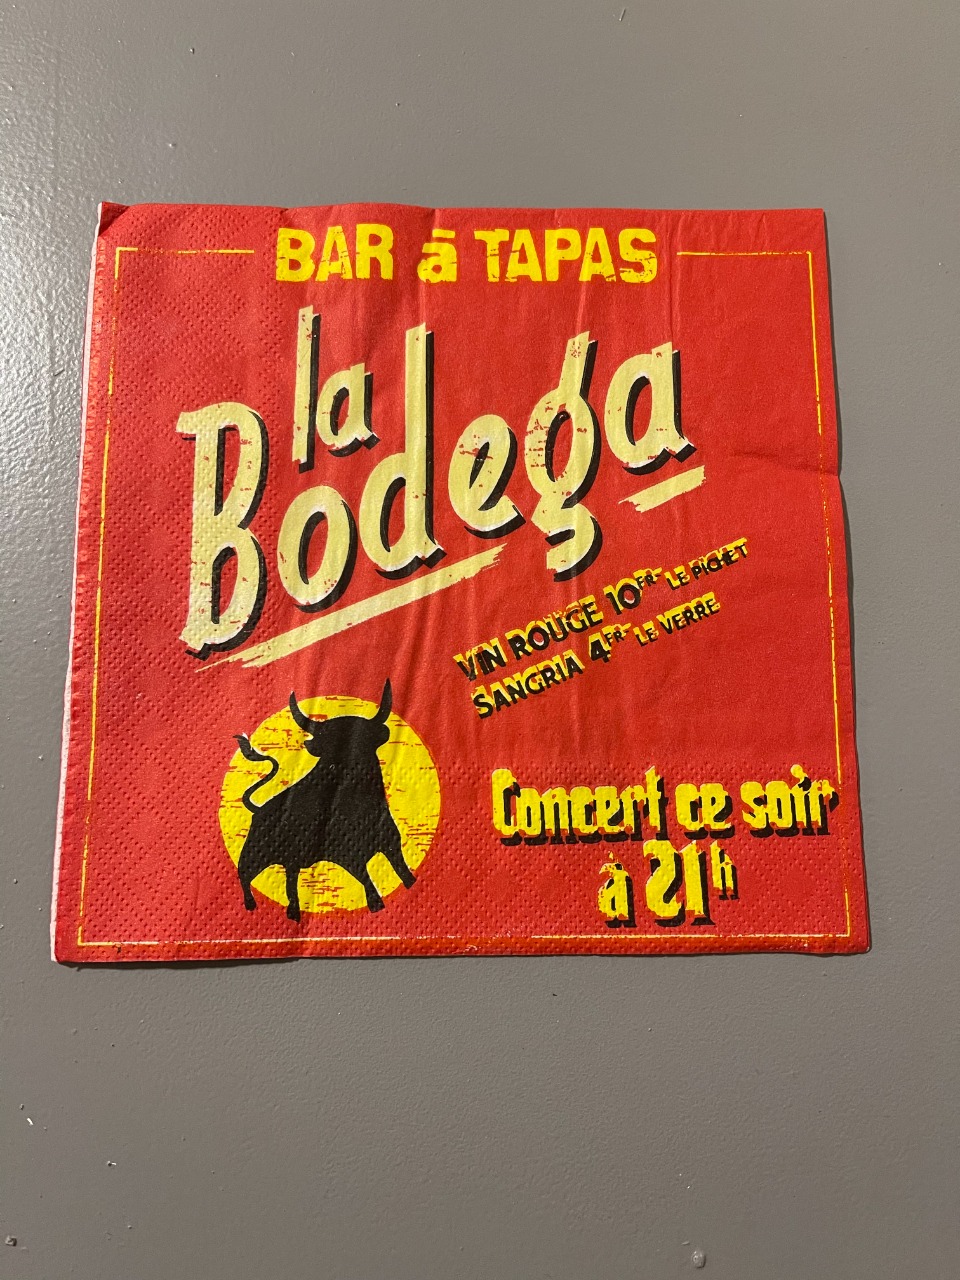 BAR à TAPAS
la
Bodega
VIN ROUGE 10FR LE PICHET
SANGRIA 4FR LE VERRE
Concert ce soir
à 21h